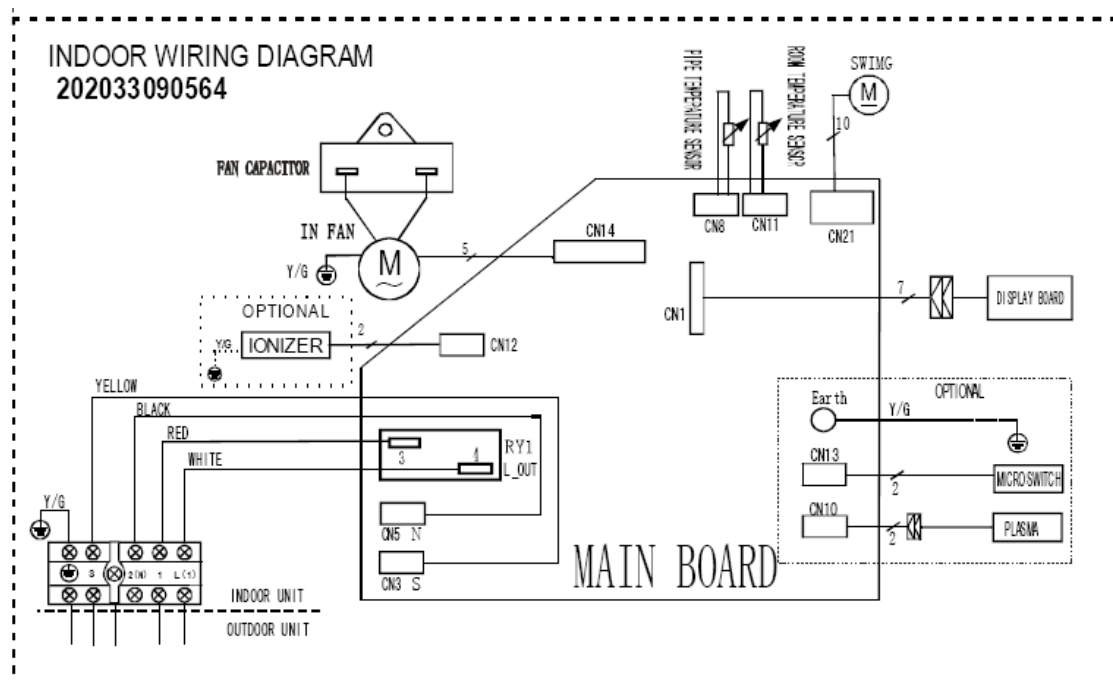 INDOOR WIRING DIAGRAM
202033090564
FAN CAPACITOR
IN FAN
M
Y/G
5
CN14
PIPE TEMPERATURE SENSOR
ROOM TEMPERATURE SENSO?
SWIMG
M
10
CN8
CN11
CN21
CN1
7
DISPLAY BOARD
OPTIONAL
Y/G
IONIZER
2
CN12
YELLOW
BLACK
RED
WHITE
3
4
RY1
L_OUT
CN5 N
CN3 S
Y/G
S
2(N)
1
L(1)
INDOOR UNIT
OUTDOOR UNIT
MAIN BOARD
OPTIONAL
Earth
Y/G
CN13
2
MICROSWITCH
CN10
2
PLASMA